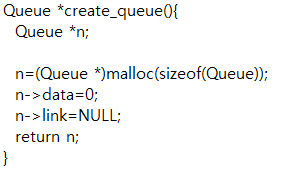 Queue *create_queue(){
Queue *n;
n=(Queue *)malloc(sizeof(Queue));
n->data=0;
n->link=NULL;
return n;
}